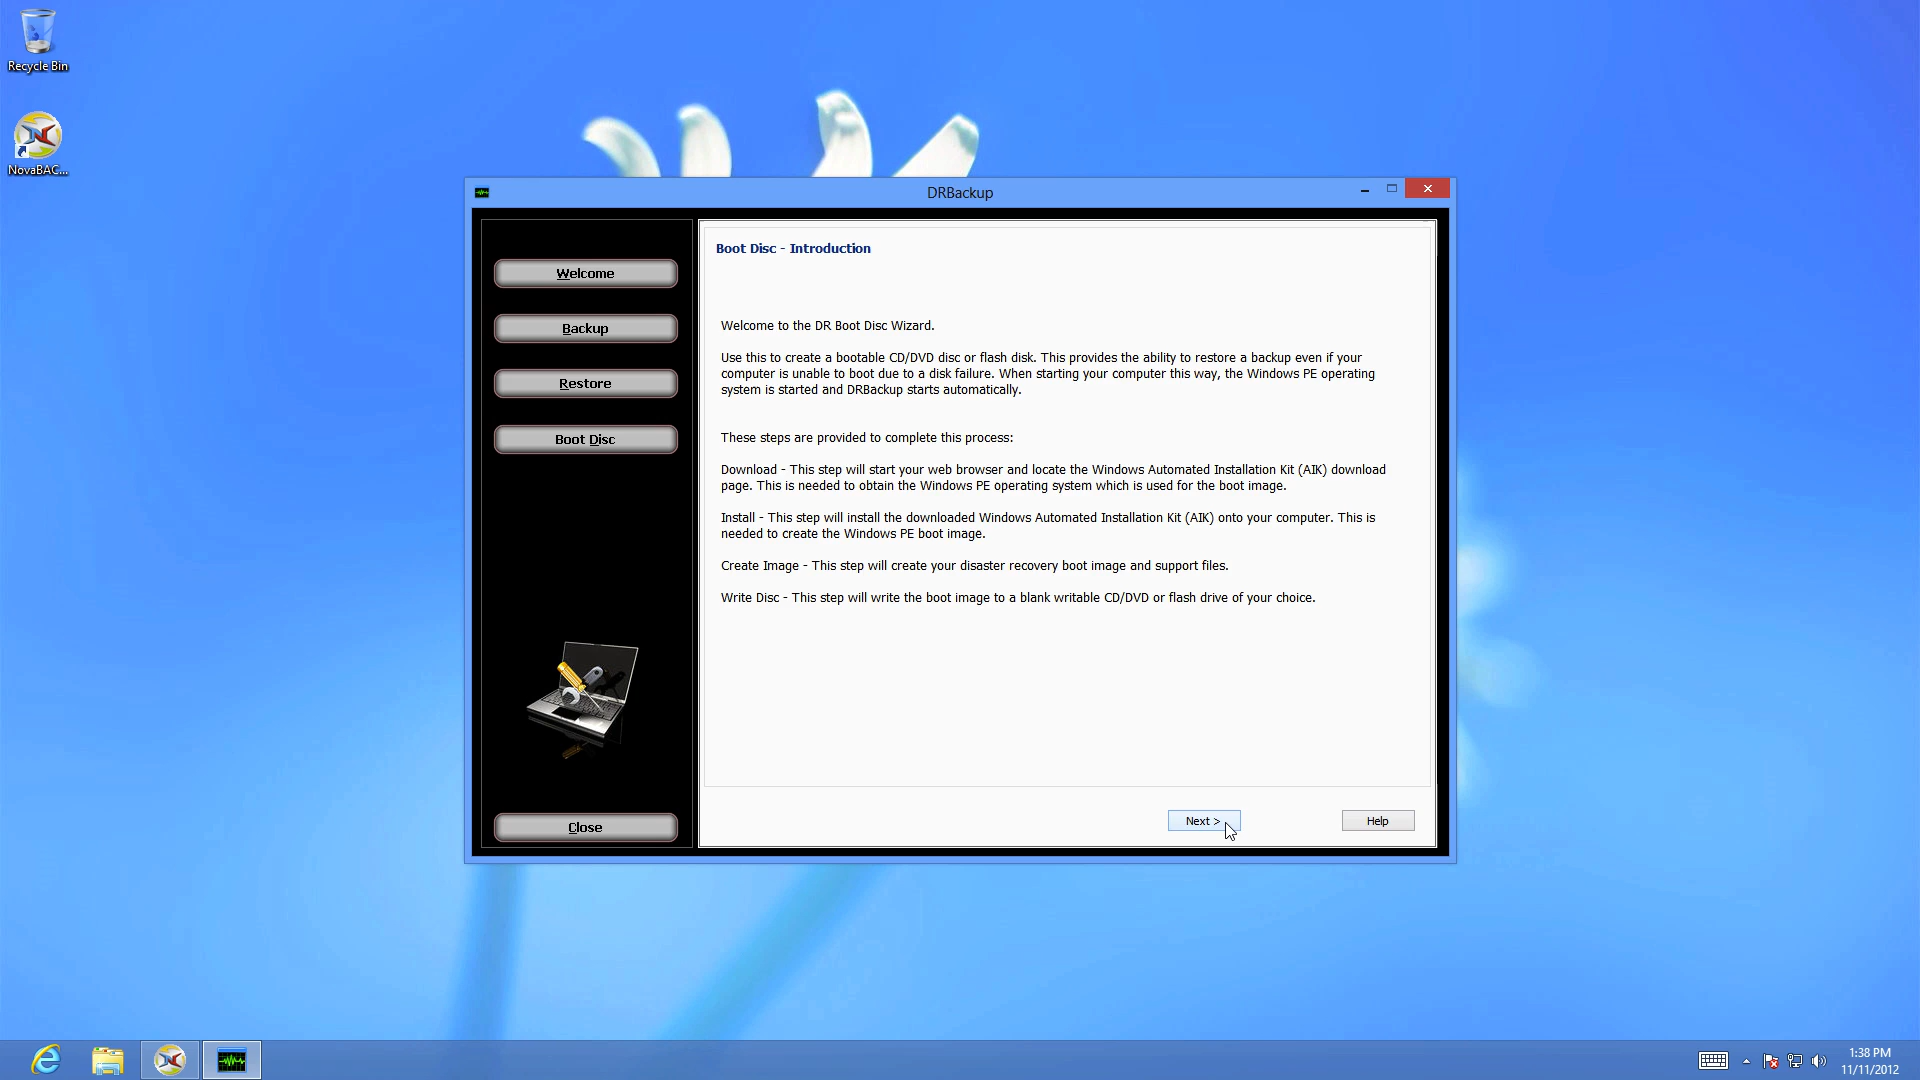 Recycle Bin
NovaBAC...
DRBackup
Welcome
Backup
Restore
Boot Disc
Close
Boot Disc - Introduction
Welcome to the DR Boot Disc Wizard.
Use this to create a bootable CD/DVD disc or flash disk. This provides the ability to restore a backup even if your
computer is unable to boot due to a disk failure. When starting your computer this way, the Windows PE operating
system is started and DRBackup starts automatically.
These steps are provided to complete this process:
Download - This step will start your web browser and locate the Windows Automated Installation Kit (AIK) download
page. This is needed to obtain the Windows PE operating system which is used for the boot image.
Install - This step will install the downloaded Windows Automated Installation Kit (AIK) onto your computer. This is
needed to create the Windows PE boot image.
Create Image - This step will create your disaster recovery boot image and support files.
Write Disc - This step will write the boot image to a blank writable CD/DVD or flash drive of your choice.
Next >
Help
1:38 PM
11/11/2012